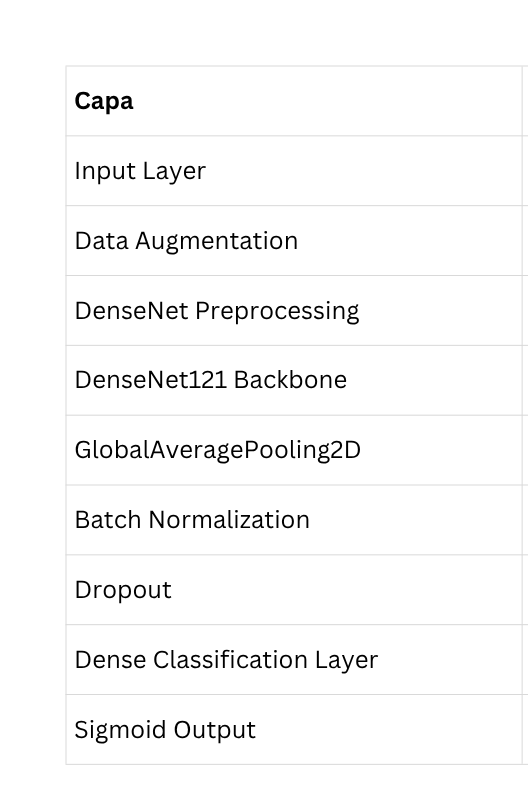 Capa
Input Layer
Data Augmentation
DenseNet Preprocessing
DenseNet121 Backbone
GlobalAveragePooling2D
Batch Normalization
Dropout
Dense Classification Layer
Sigmoid Output